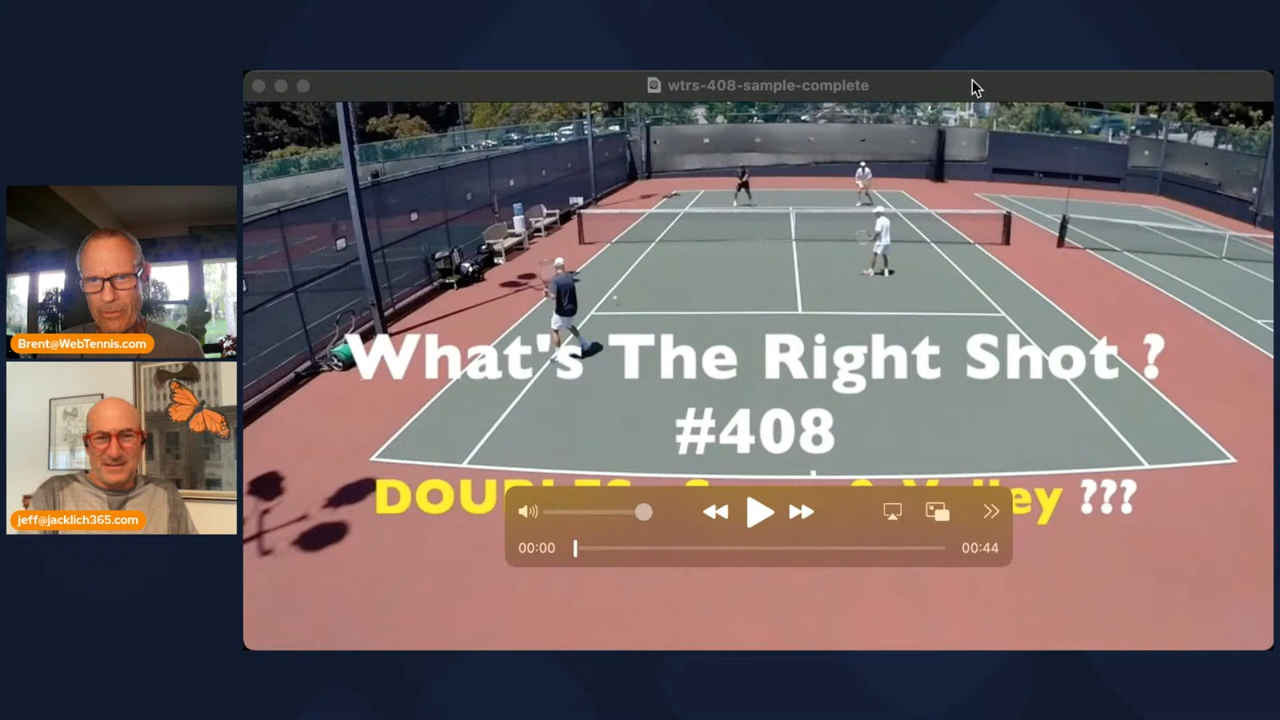 wtrs-408-sample-complete
Brent@WebTennis.com
jeff@jacklich365.com
What's The Right Shot ?
#408
DOUBLES ???
00:00
00:44